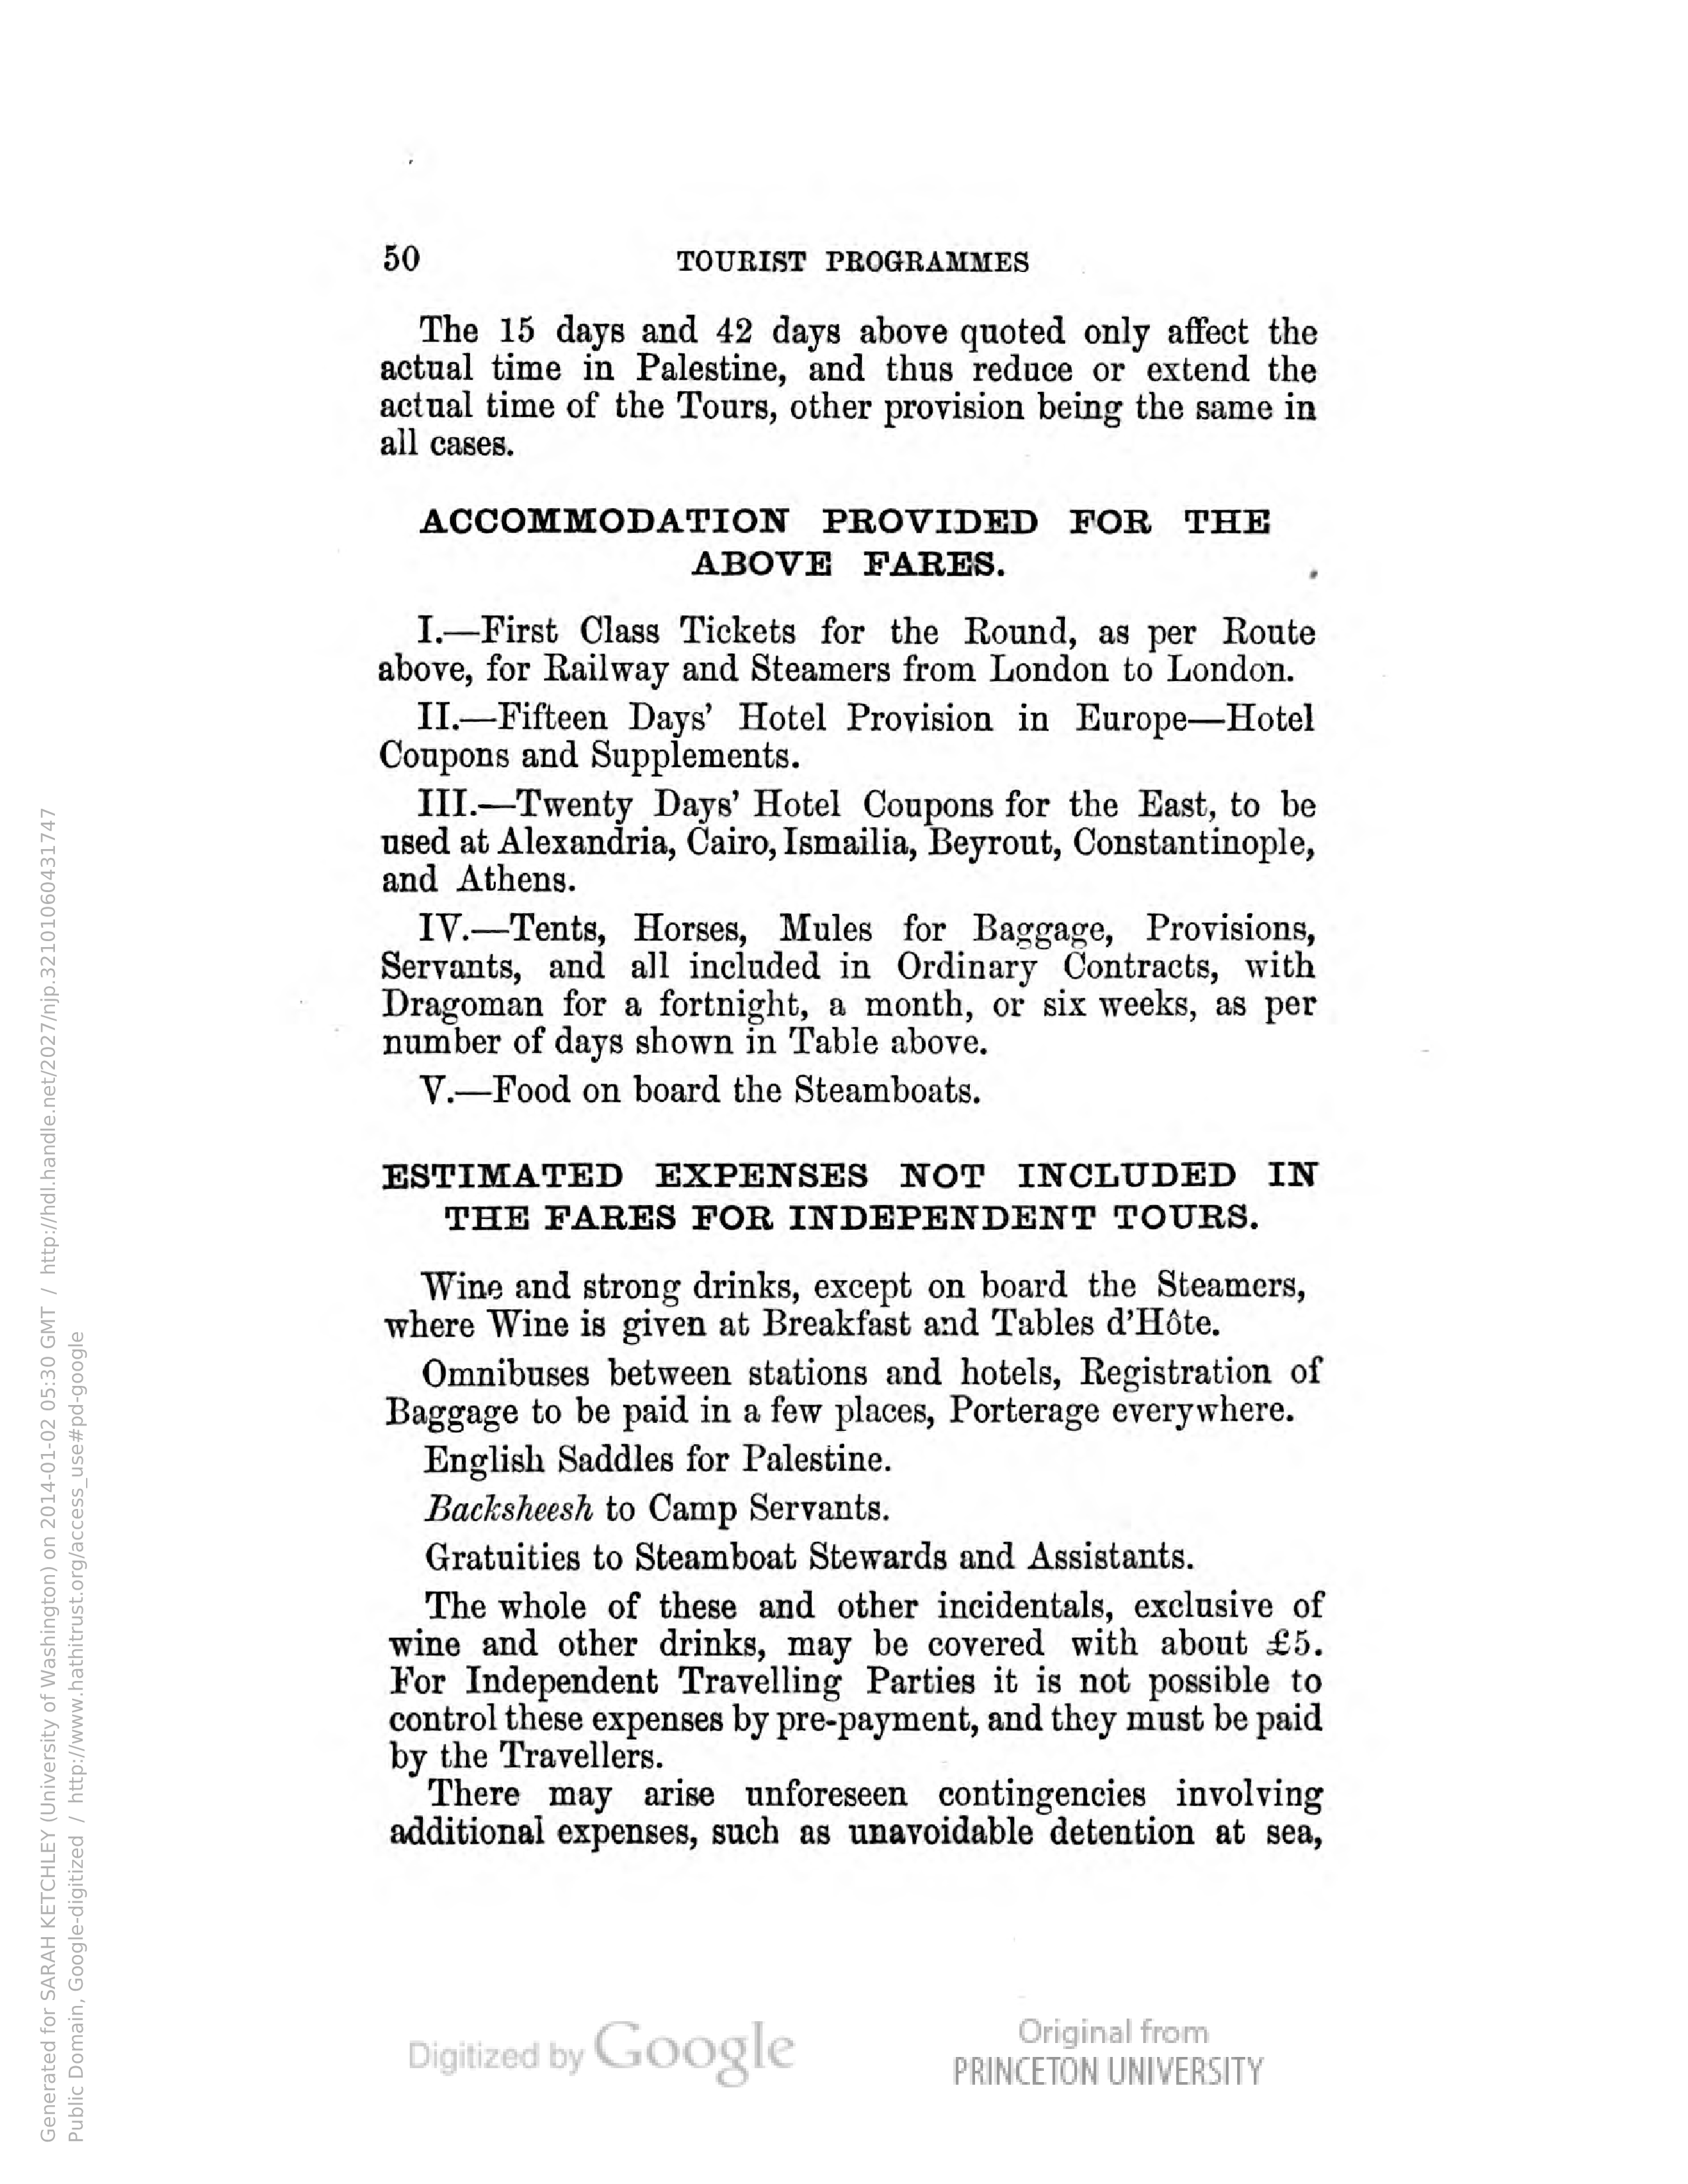 50 TOURIST PROGRAMMES
The 15 days and 42 days above quoted only affect the
actual time in Palestine, and thus reduce or extend the
actual time of the Tours, other provision being the same in
all cases.
ACCOMMODATION PROVIDED FOR THE
ABOVE FARES.
I.—First Class Tickets for the Round, as per Route
above, for Railway and Steamers from London to London.
II.—Fifteen Days’ Hotel Provision in Europe—Hotel
Coupons and Supplements.
III.—Twenty Days’ Hotel Coupons for the East, to be
used at Alexandria, Cairo, Ismailia, Beyrout, Constantinople,
and Athens.
IV.—Tents, Horses, Mules for Baggage, Provisions,
Servants, and all included in Ordinary Contracts, with
Dragoman for a fortnight, a month, or six weeks, as per
number of days shown in Table above.
V.—Food on board the Steamboats.
ESTIMATED EXPENSES NOT INCLUDED IN
THE FARES FOR INDEPENDENT TOURS.
Wine and strong drinks, except on board the Steamers,
where Wine is given at Breakfast and Tables d’Hôte.
Omnibuses between stations and hotels, Registration of
Baggage to be paid in a few places, Porterage everywhere.
English Saddles for Palestine.
Backsheesh to Camp Servants.
Gratuities to Steamboat Stewards and Assistants.
The whole of these and other incidentals, exclusive of
wine and other drinks, may be covered with about £5.
For Independent Travelling Parties it is not possible to
control these expenses by pre-payment, and they must be paid
by the Travellers.
There may arise unforeseen contingencies involving
additional expenses, such as unavoidable detention at sea,
Digitized by Google
Original from
PRINCETON UNIVERSITY
Generated for SARAH KETCHLEY (University of Washington) on 2014-01-02 05:30 GMT / http://hdl.handle.net/2027/njp.32101060431747
Public Domain, Google-digitized / http://www.hathitrust.org/access_use#pd-google